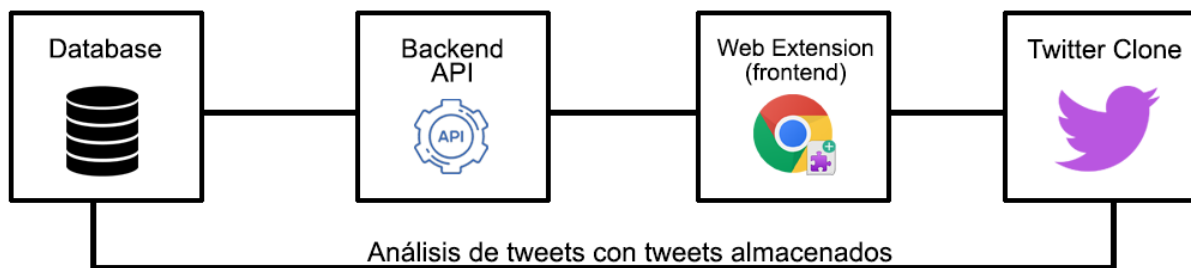 Database
Backend
API
API
Web Extension
(frontend)
Twitter Clone
Análisis de tweets con tweets almacenados